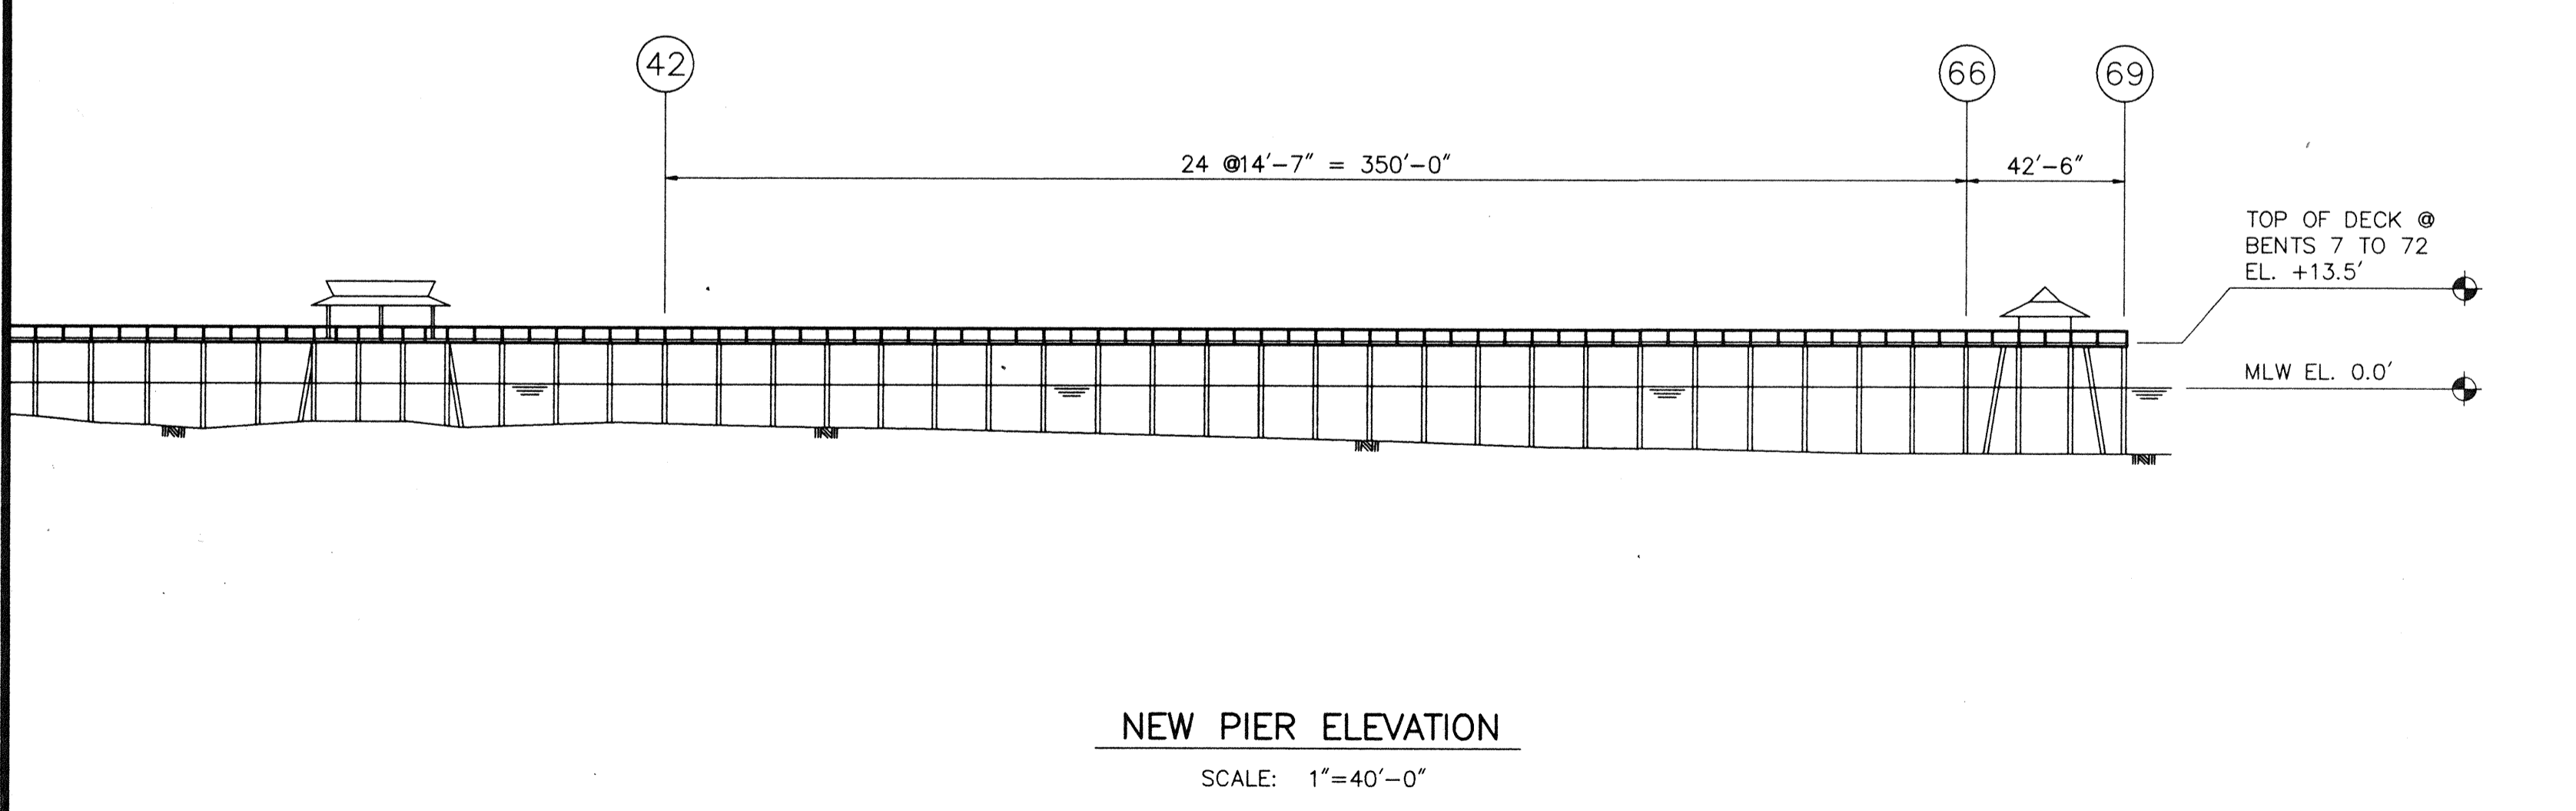 42
66
69
24 @14'-7" = 350'-0"
42'-6"
TOP OF DECK @
BENTS 7 TO 72
EL. +13.5'
MLW EL. 0.0'
NEW PIER ELEVATION
SCALE: 1"=40'-0"